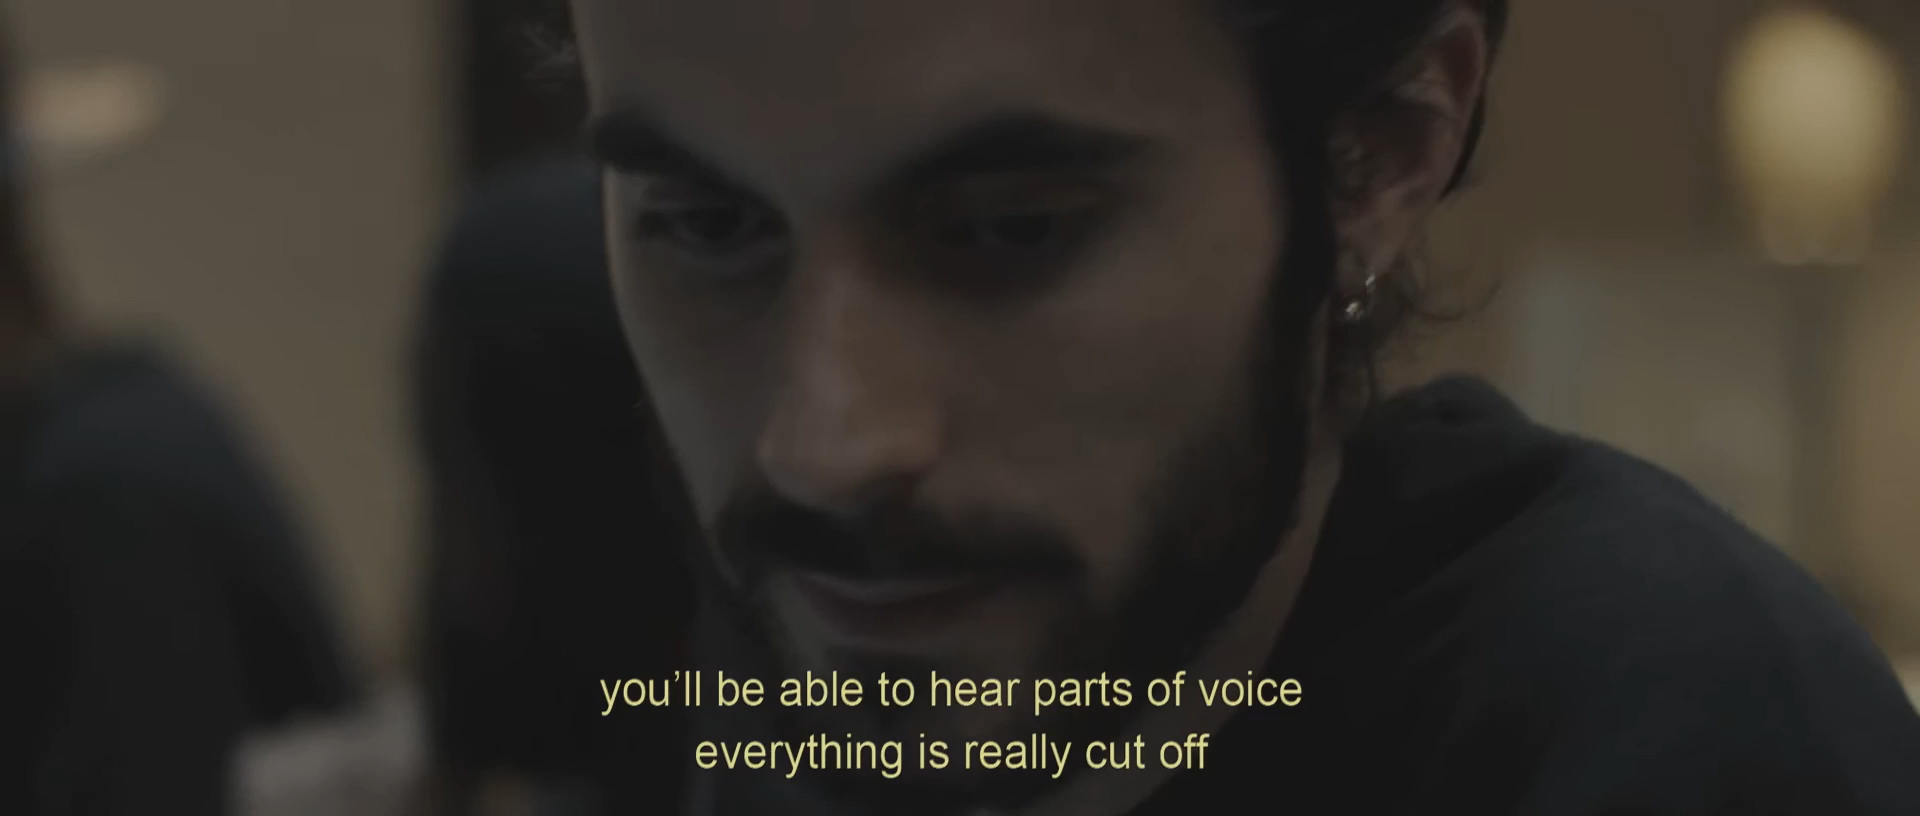 you’ll be able to hear parts of voice
everything is really cut off